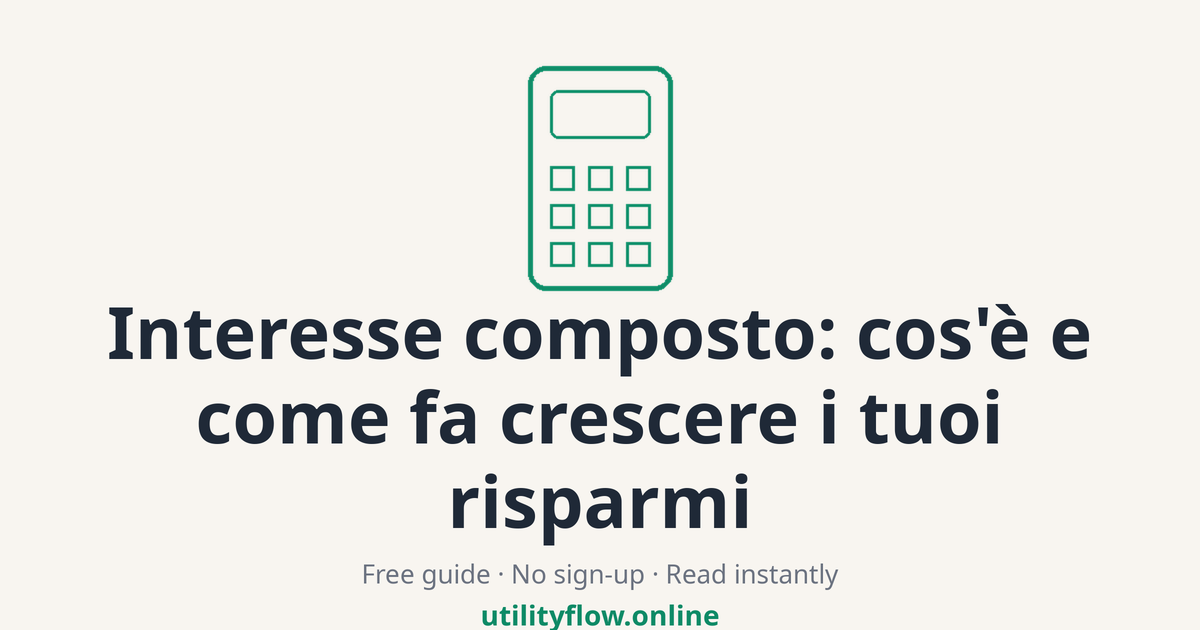 Interesse composto: cos'è e
come fa crescere i tuoi
risparmi
Free guide · No sign-up · Read instantly
utilityflow.online